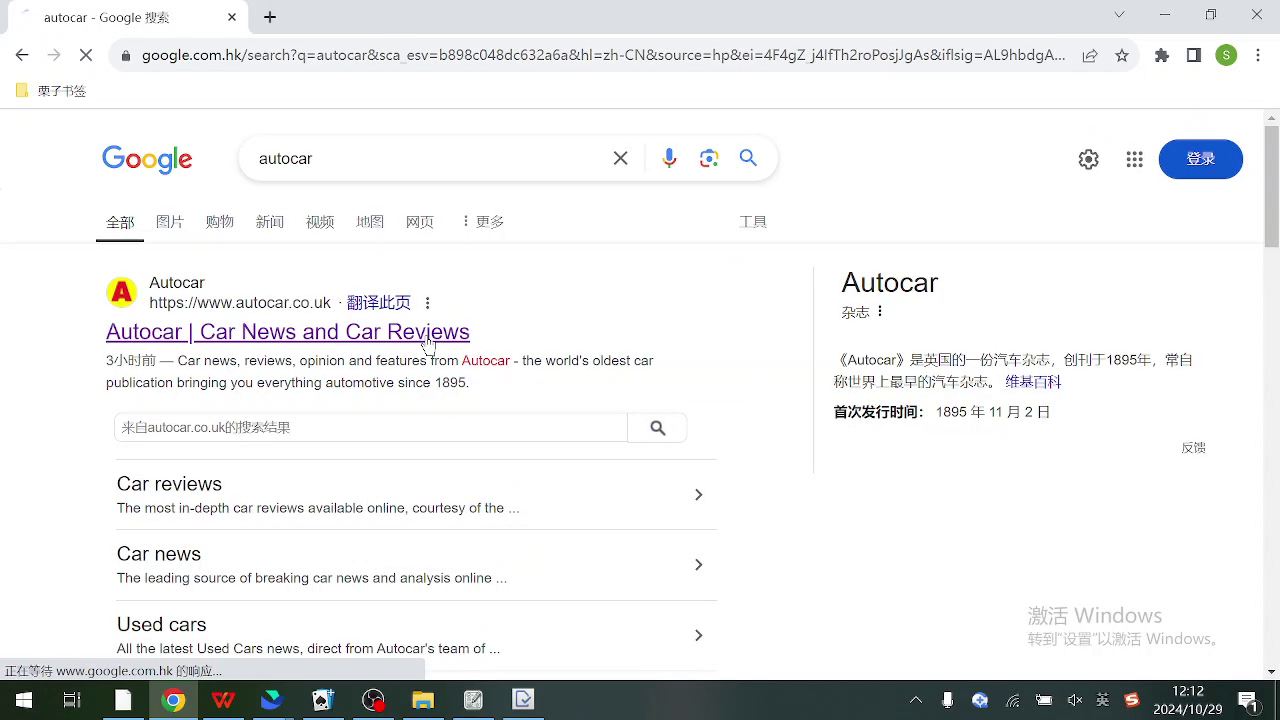 autocar - Google 搜索
google.com.hk/search?q=autocar&sca_esv=b898c048dc632a6a&hl=zh-CN&source=hp&ei=4F4gZ_j4IfTh2roPosjJgAs&iflsig=AL9hbdgA...
S
栗子书签
Google
autocar
登录
全部 图片 购物 新闻 视频 地图 网页 更多 工具
A
Autocar
https://www.autocar.co.uk · 翻译此页
Autocar | Car News and Car Reviews
3小时前 — Car news, reviews, opinion and features from Autocar - the world's oldest car
publication bringing you everything automotive since 1895.
来自autocar.co.uk的搜索结果
Car reviews
The most in-depth car reviews available online, courtesy of the ...
Car news
The leading source of breaking car news and analysis online ...
Used cars
All the latest Used Cars news, direct from Autocar's team of ...
Autocar
杂志
《Autocar》是英国的一份汽车杂志，创刊于1895年，常自
称世界上最早的汽车杂志。 维基百科
首次发行时间： 1895 年 11 月 2 日
反馈
激活 Windows
转到"设置"以激活 Windows。
正在等待 www.google.com.hk 的响应...
英
12:12
2024/10/29
1